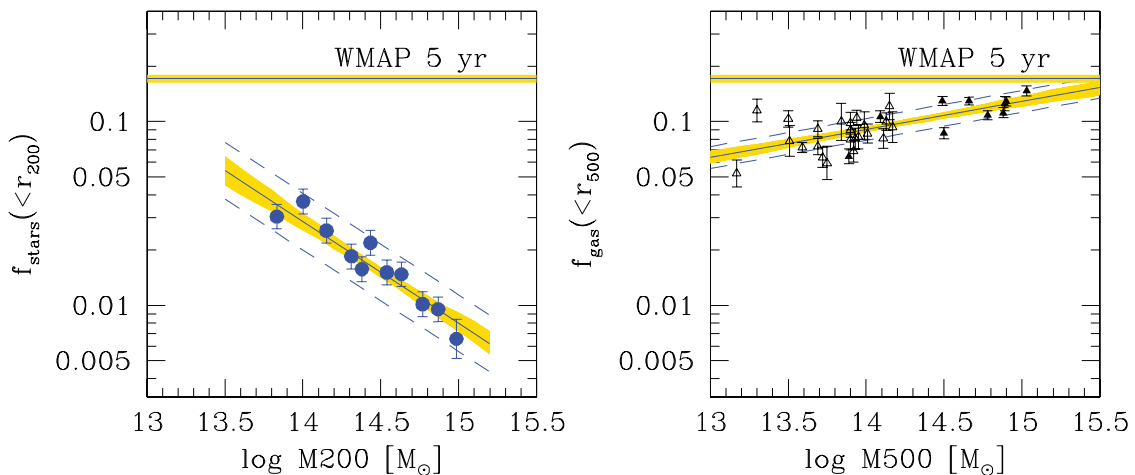 WMAP 5 yr
0.1
0.05
0.01
0.005
f_stars(<r_200)
13 13.5 14 14.5 15 15.5
log M200 [M_⊙]
WMAP 5 yr
0.1
0.05
0.01
0.005
f_gas(<r_500)
13 13.5 14 14.5 15 15.5
log M500 [M_⊙]